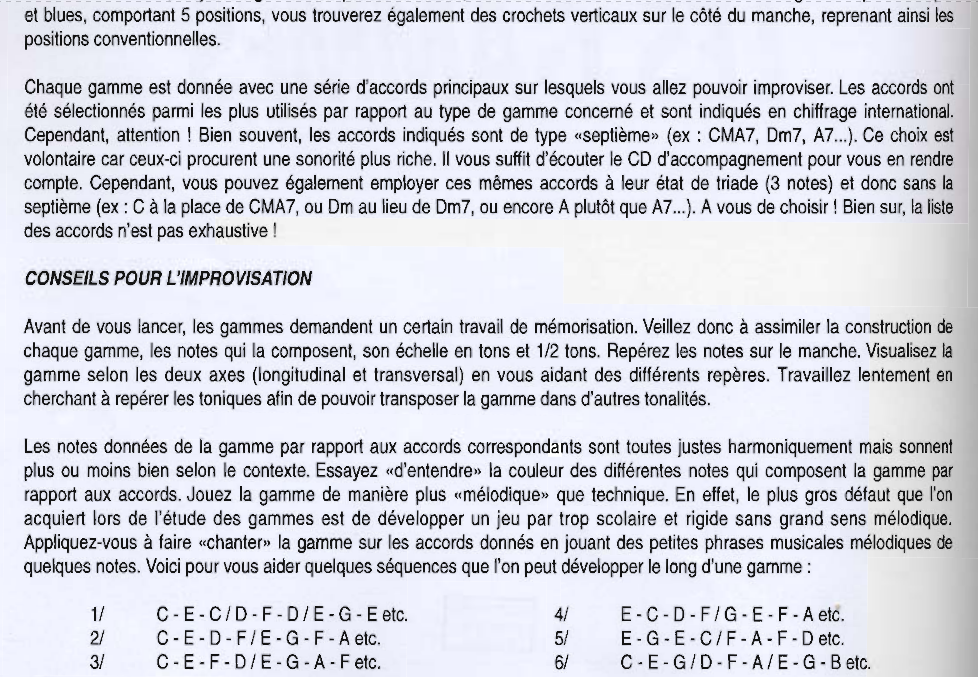 et blues, comportant 5 positions, vous trouverez également des crochets verticaux sur le côté du manche, reprenant ainsi les
positions conventionnelles.
Chaque gamme est donnée avec une série d'accords principaux sur lesquels vous allez pouvoir improviser. Les accords ont
été sélectionnés parmi les plus utilisés par rapport au type de gamme concerné et sont indiqués en chiffrage international.
Cependant, attention ! Bien souvent, les accords indiqués sont de type «septième» (ex : CMA7, Dm7, A7...). Ce choix est
volontaire car ceux-ci procurent une sonorité plus riche. Il vous suffit d'écouter le CD d'accompagnement pour vous en rendre
compte. Cependant, vous pouvez également employer ces mêmes accords à leur état de triade (3 notes) et donc sans la
septième (ex : C à la place de CMA7, ou Dm au lieu de Dm7, ou encore A plutôt que A7...). A vous de choisir ! Bien sur, la liste
des accords n'est pas exhaustive !
CONSEILS POUR L'IMPROVISATION
Avant de vous lancer, les gammes demandent un certain travail de mémorisation. Veillez donc à assimiler la construction de
chaque gamme, les notes qui la composent, son échelle en tons et 1/2 tons. Repérez les notes sur le manche. Visualisez la
gamme selon les deux axes (longitudinal et transversal) en vous aidant des différents repères. Travaillez lentement en
cherchant à repérer les toniques afin de pouvoir transposer la gamme dans d'autres tonalités.
Les notes données de la gamme par rapport aux accords correspondants sont toutes justes harmoniquement mais sonnent
plus ou moins bien selon le contexte. Essayez «d'entendre» la couleur des différentes notes qui composent la gamme par
rapport aux accords. Jouez la gamme de manière plus «mélodique» que technique. En effet, le plus gros défaut que l'on
acquiert lors de l'étude des gammes est de développer un jeu par trop scolaire et rigide sans grand sens mélodique.
Appliquez-vous à faire «chanter» la gamme sur les accords donnés en jouant des petites phrases musicales mélodiques de
quelques notes. Voici pour vous aider quelques séquences que l'on peut développer le long d'une gamme :
1/ C - E - C / D - F - D / E - G - E etc.
2/ C - E - D - F / E - G - F - A etc.
3/ C - E - F - D / E - G - A - F etc.
4/ E - C - D - F / G - E - F - A etc.
5/ E - G - E - C / F - A - F - D etc.
6/ C - E - G / D - F - A / E - G - B etc.